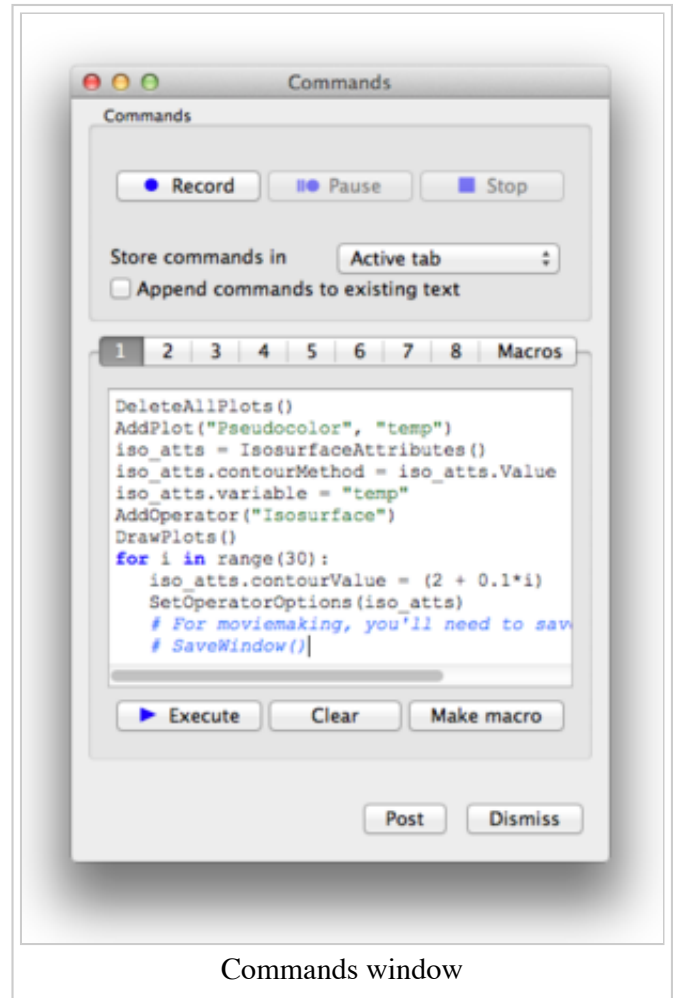 Commands
Commands
Record Pause Stop
Store commands in Active tab
Append commands to existing text
1 2 3 4 5 6 7 8 Macros
DeleteAllPlots()
AddPlot("Pseudocolor", "temp")
iso_atts = IsosurfaceAttributes()
iso_atts.contourMethod = iso_atts.Value
iso_atts.variable = "temp"
AddOperator("Isosurface")
DrawPlots()
for i in range(30):
   iso_atts.contourValue = (2 + 0.1*i)
   SetOperatorOptions(iso_atts)
   # For moviemaking, you'll need to sav
   # SaveWindow()
Execute Clear Make macro
Post Dismiss
Commands window